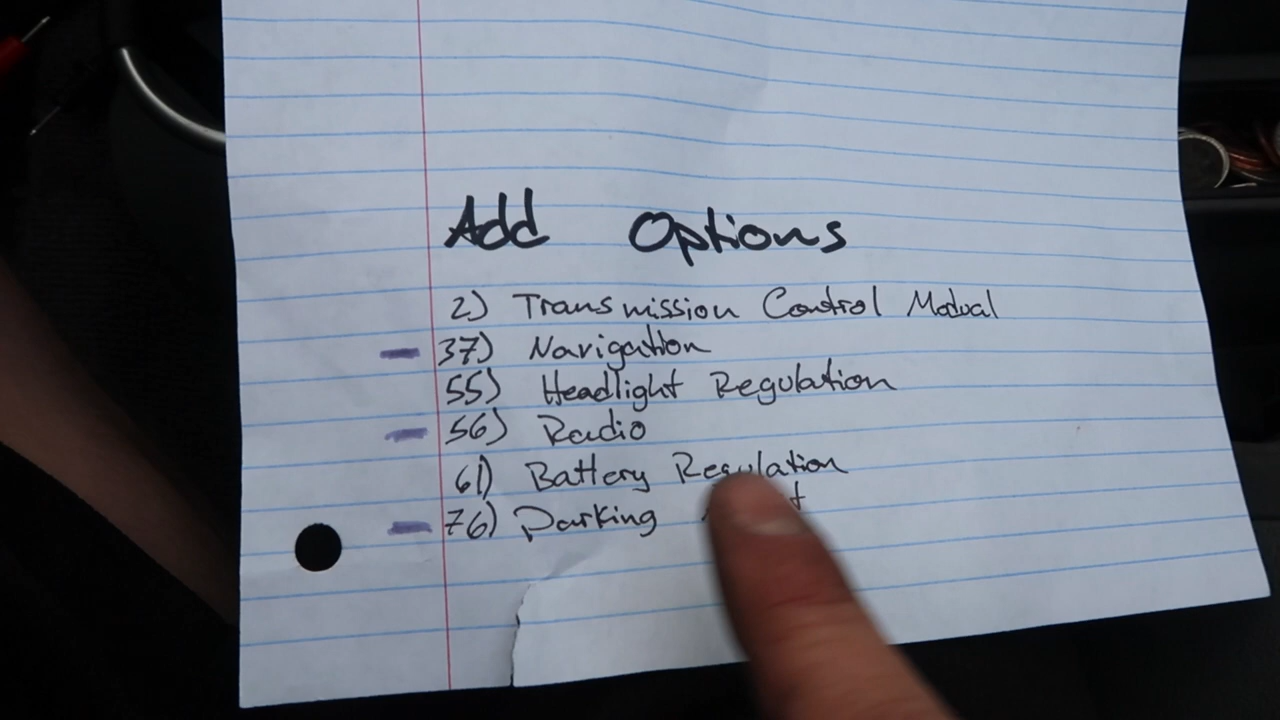 Add Options
2) Transmission Control Modual
37) Navigation
55) Headlight Regulation
56) Radio
61) Battery Regulation
76) Parking